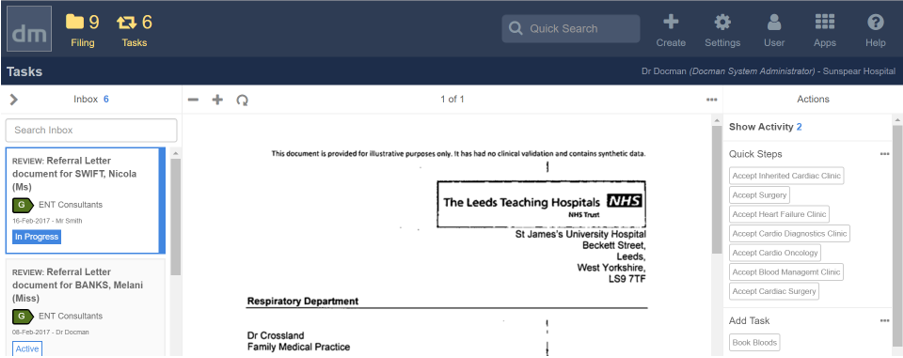 dm
9
Filing
6
Tasks
Quick Search
Create
Settings
User
Apps
Help
Tasks
Dr Docman (Docman System Administrator) - Sunspear Hospital
Inbox 6
1 of 1
Actions
Search Inbox
REVIEW: Referral Letter
document for SWIFT, Nicola
(Ms)
G ENT Consultants
16-Feb-2017 - Mr Smith
In Progress
REVIEW: Referral Letter
document for BANKS, Melani
(Miss)
G ENT Consultants
08-Feb-2017 - Dr Docman
Active
This document is provided for illustrative purposes only. It has had no clinical validation and contains synthetic data.
The Leeds Teaching Hospitals NHS
NHS Trust
St James's University Hospital
Beckett Street,
Leeds,
West Yorkshire,
LS9 7TF
Respiratory Department
Dr Crossland
Family Medical Practice
Show Activity 2
Quick Steps
Accept Inherited Cardiac Clinic
Accept Surgery
Accept Heart Failure Clinic
Accept Cardio Diagnostics Clinic
Accept Cardio Oncology
Accept Blood Managemt Clinic
Accept Cardiac Surgery
Add Task
Book Bloods